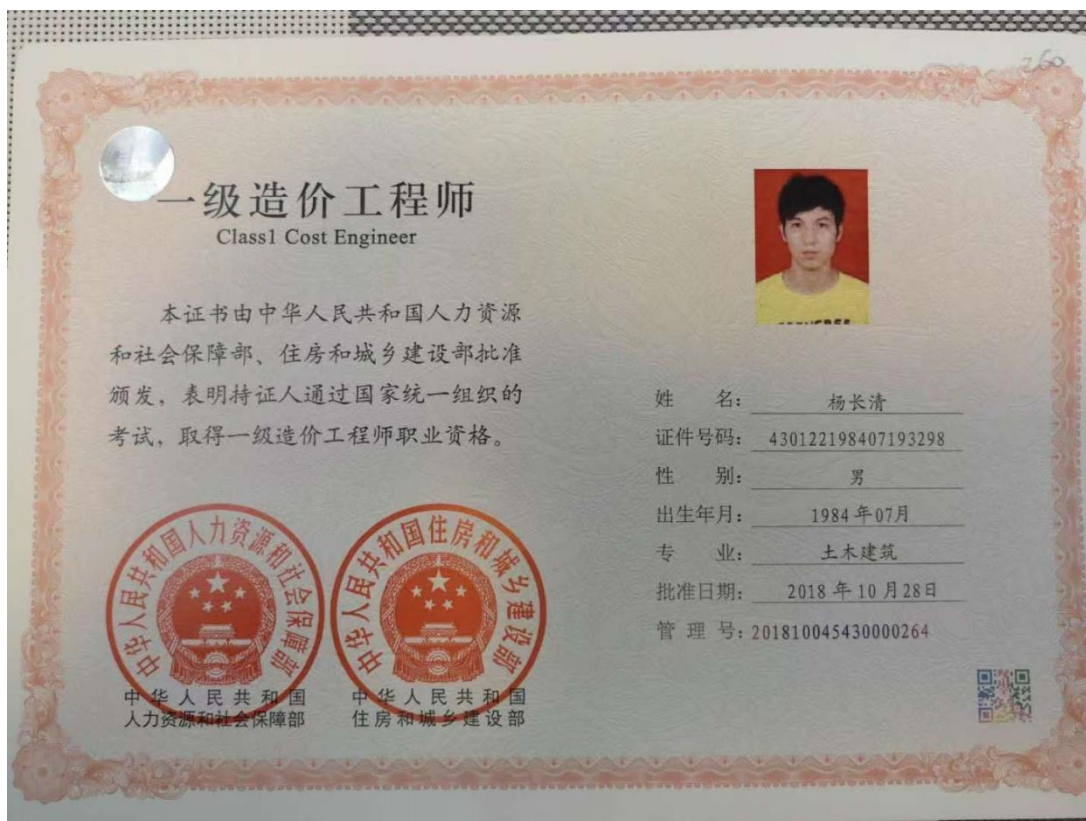 260
一级造价工程师
Class1 Cost Engineer
本证书由中华人民共和国人力资源
和社会保障部、住房和城乡建设部批准
颁发，表明持证人通过国家统一组织的
考试，取得一级造价工程师职业资格。
中华人民共和国人力资源和社会保障部
中华人民共和国住房和城乡建设部
中华人民共和国
人力资源和社会保障部
中华人民共和国
住房和城乡建设部
姓 名：杨长清
证件号码：430122198407193298
性 别：男
出生年月：1984年07月
专 业：土木建筑
批准日期：2018年10月28日
管 理 号：201810045430000264